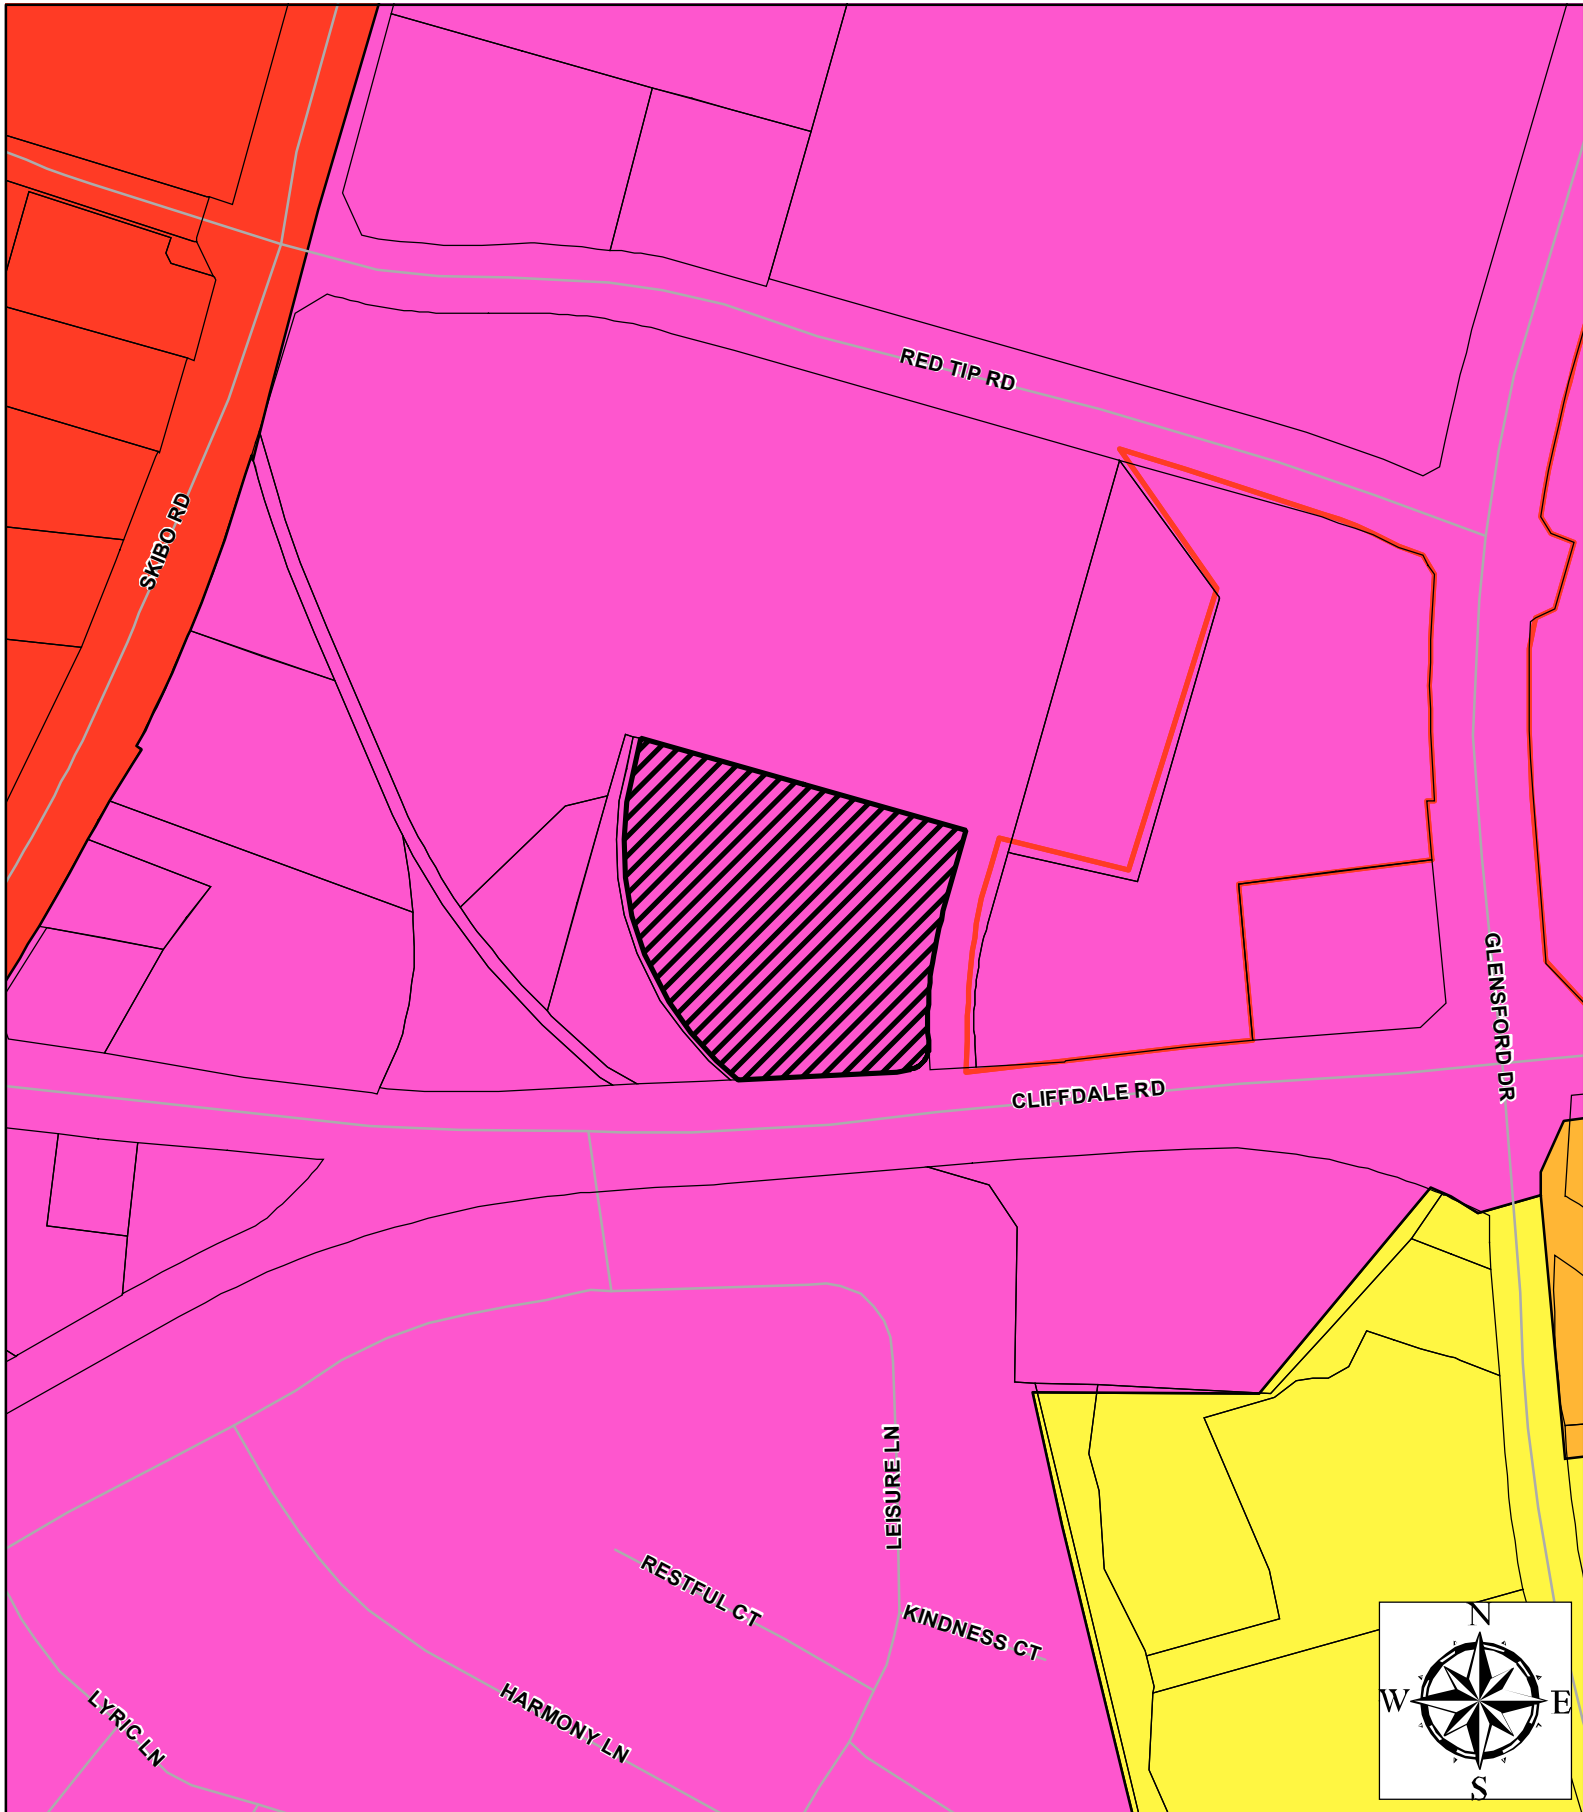 RED TIP RD
SKIBO RD
GLENSFORD DR
CLIFFDALE RD
LEISURE LN
RESTFUL CT
KINDNESS CT
HARMONY LN
LYRIC LN
N
W E
S